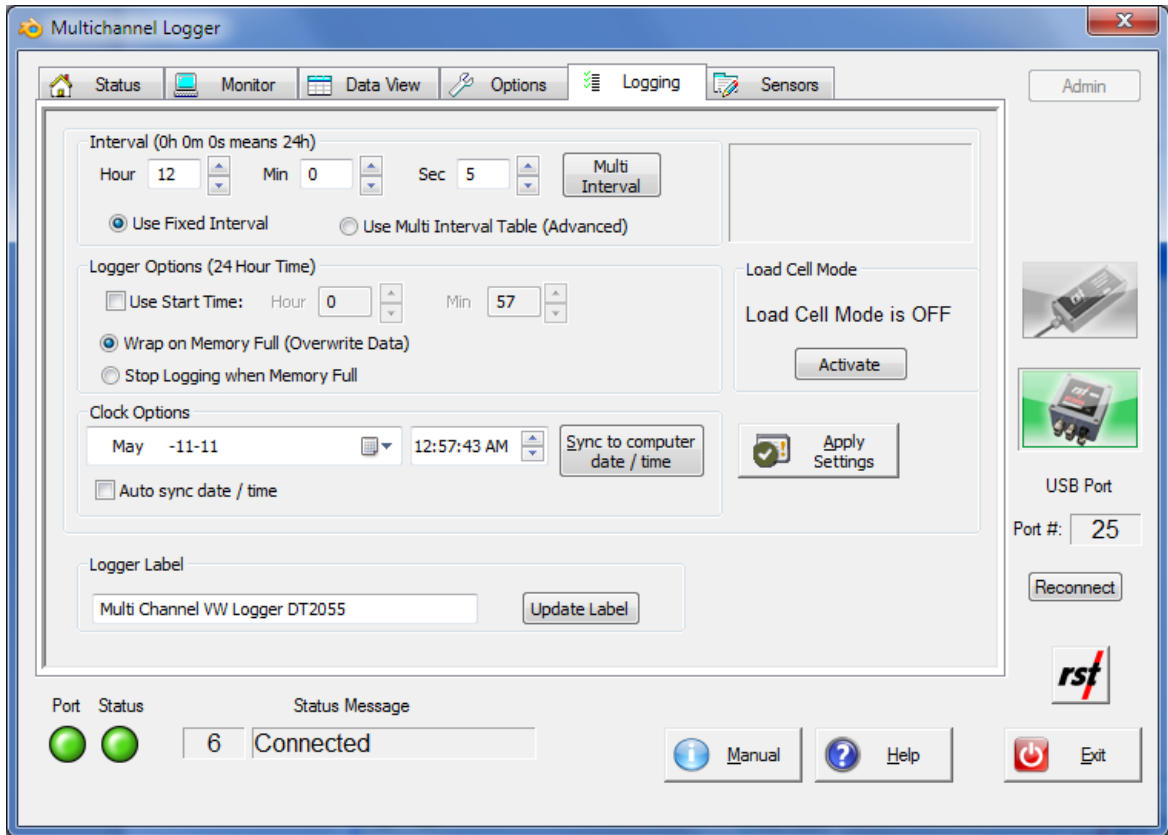 Multichannel Logger
Status Monitor Data View Options Logging Sensors
Admin
Interval (0h 0m 0s means 24h)
Hour 12 Min 0 Sec 5
Multi
Interval
Use Fixed Interval Use Multi Interval Table (Advanced)
Logger Options (24 Hour Time)
Use Start Time: Hour 0 Min 57
Wrap on Memory Full (Overwrite Data)
Stop Logging when Memory Full
Load Cell Mode
Load Cell Mode is OFF
Activate
Clock Options
May -11-11 12:57:43 AM
Sync to computer
date / time
Auto sync date / time
Apply
Settings
rst
USB Port
Port #: 25
Reconnect
Logger Label
Multi Channel VW Logger DT2055 Update Label
rst
Port Status Status Message
6 Connected
Manual Help Exit